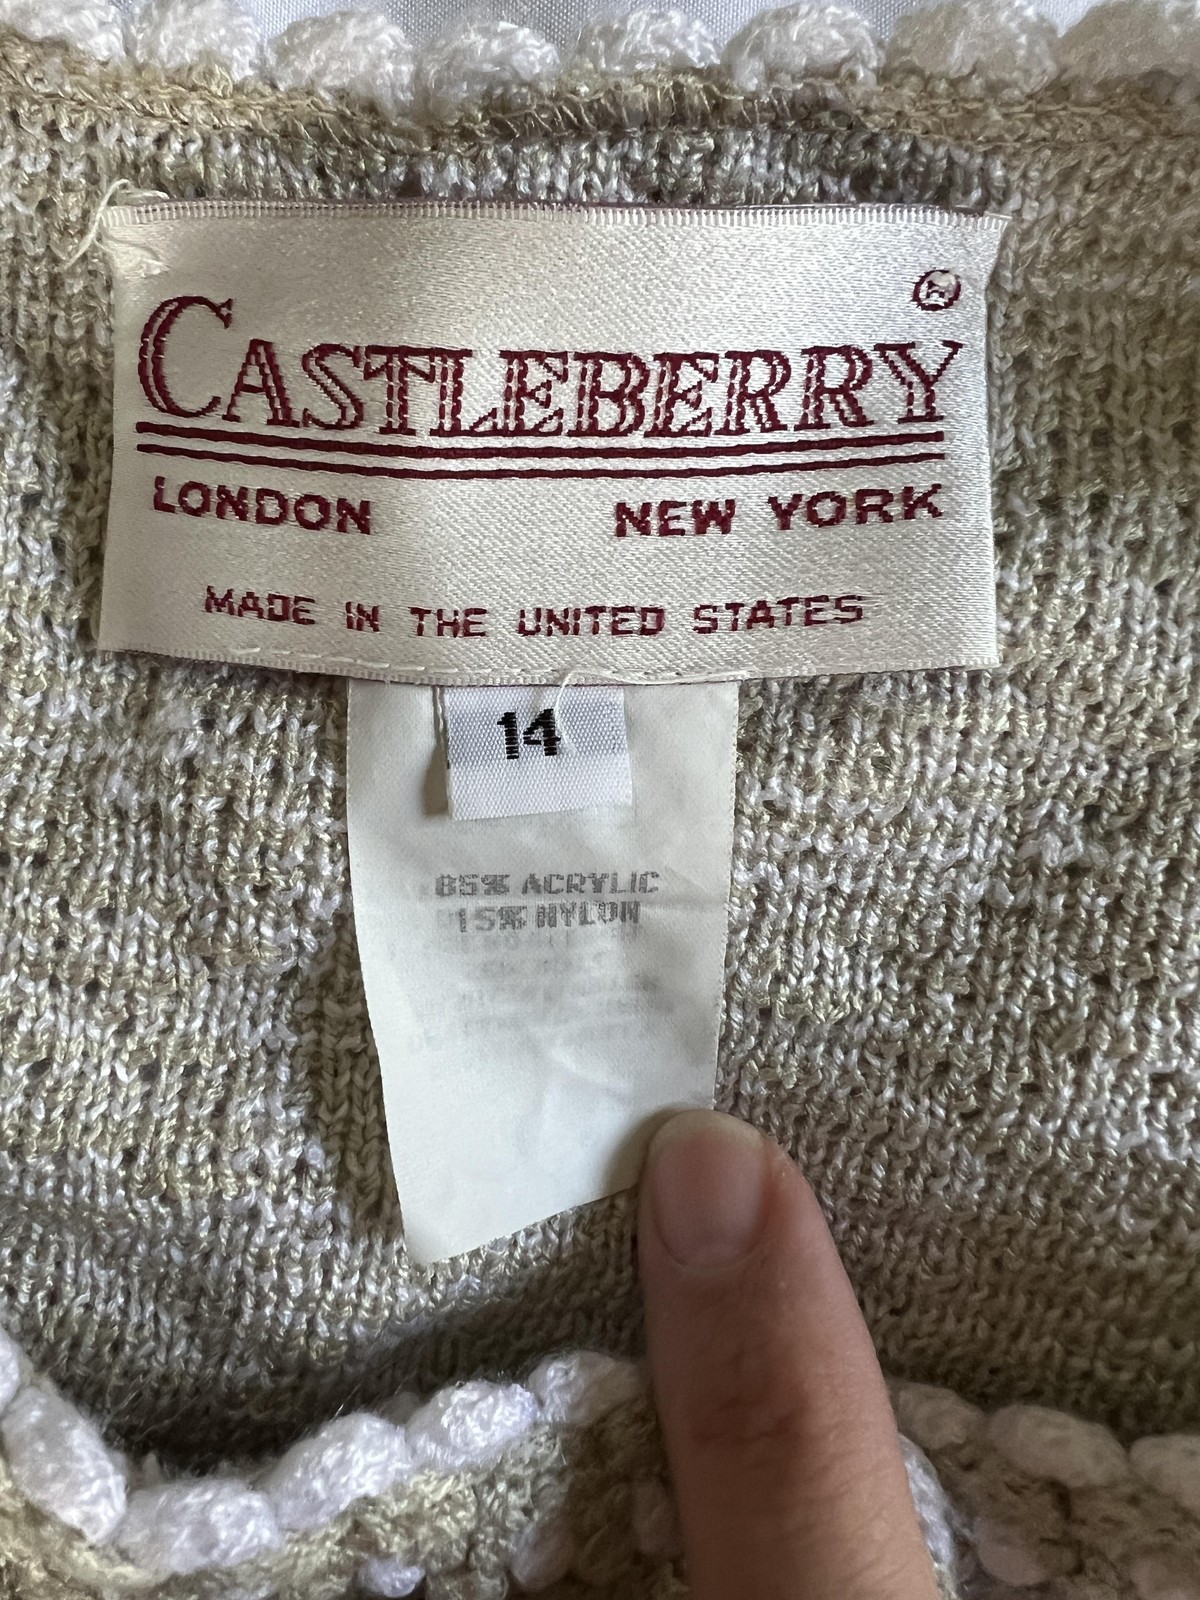 CASTLEBERRY ®
LONDON NEW YORK
MADE IN THE UNITED STATES
14
85% ACRYLIC
15% NYLON